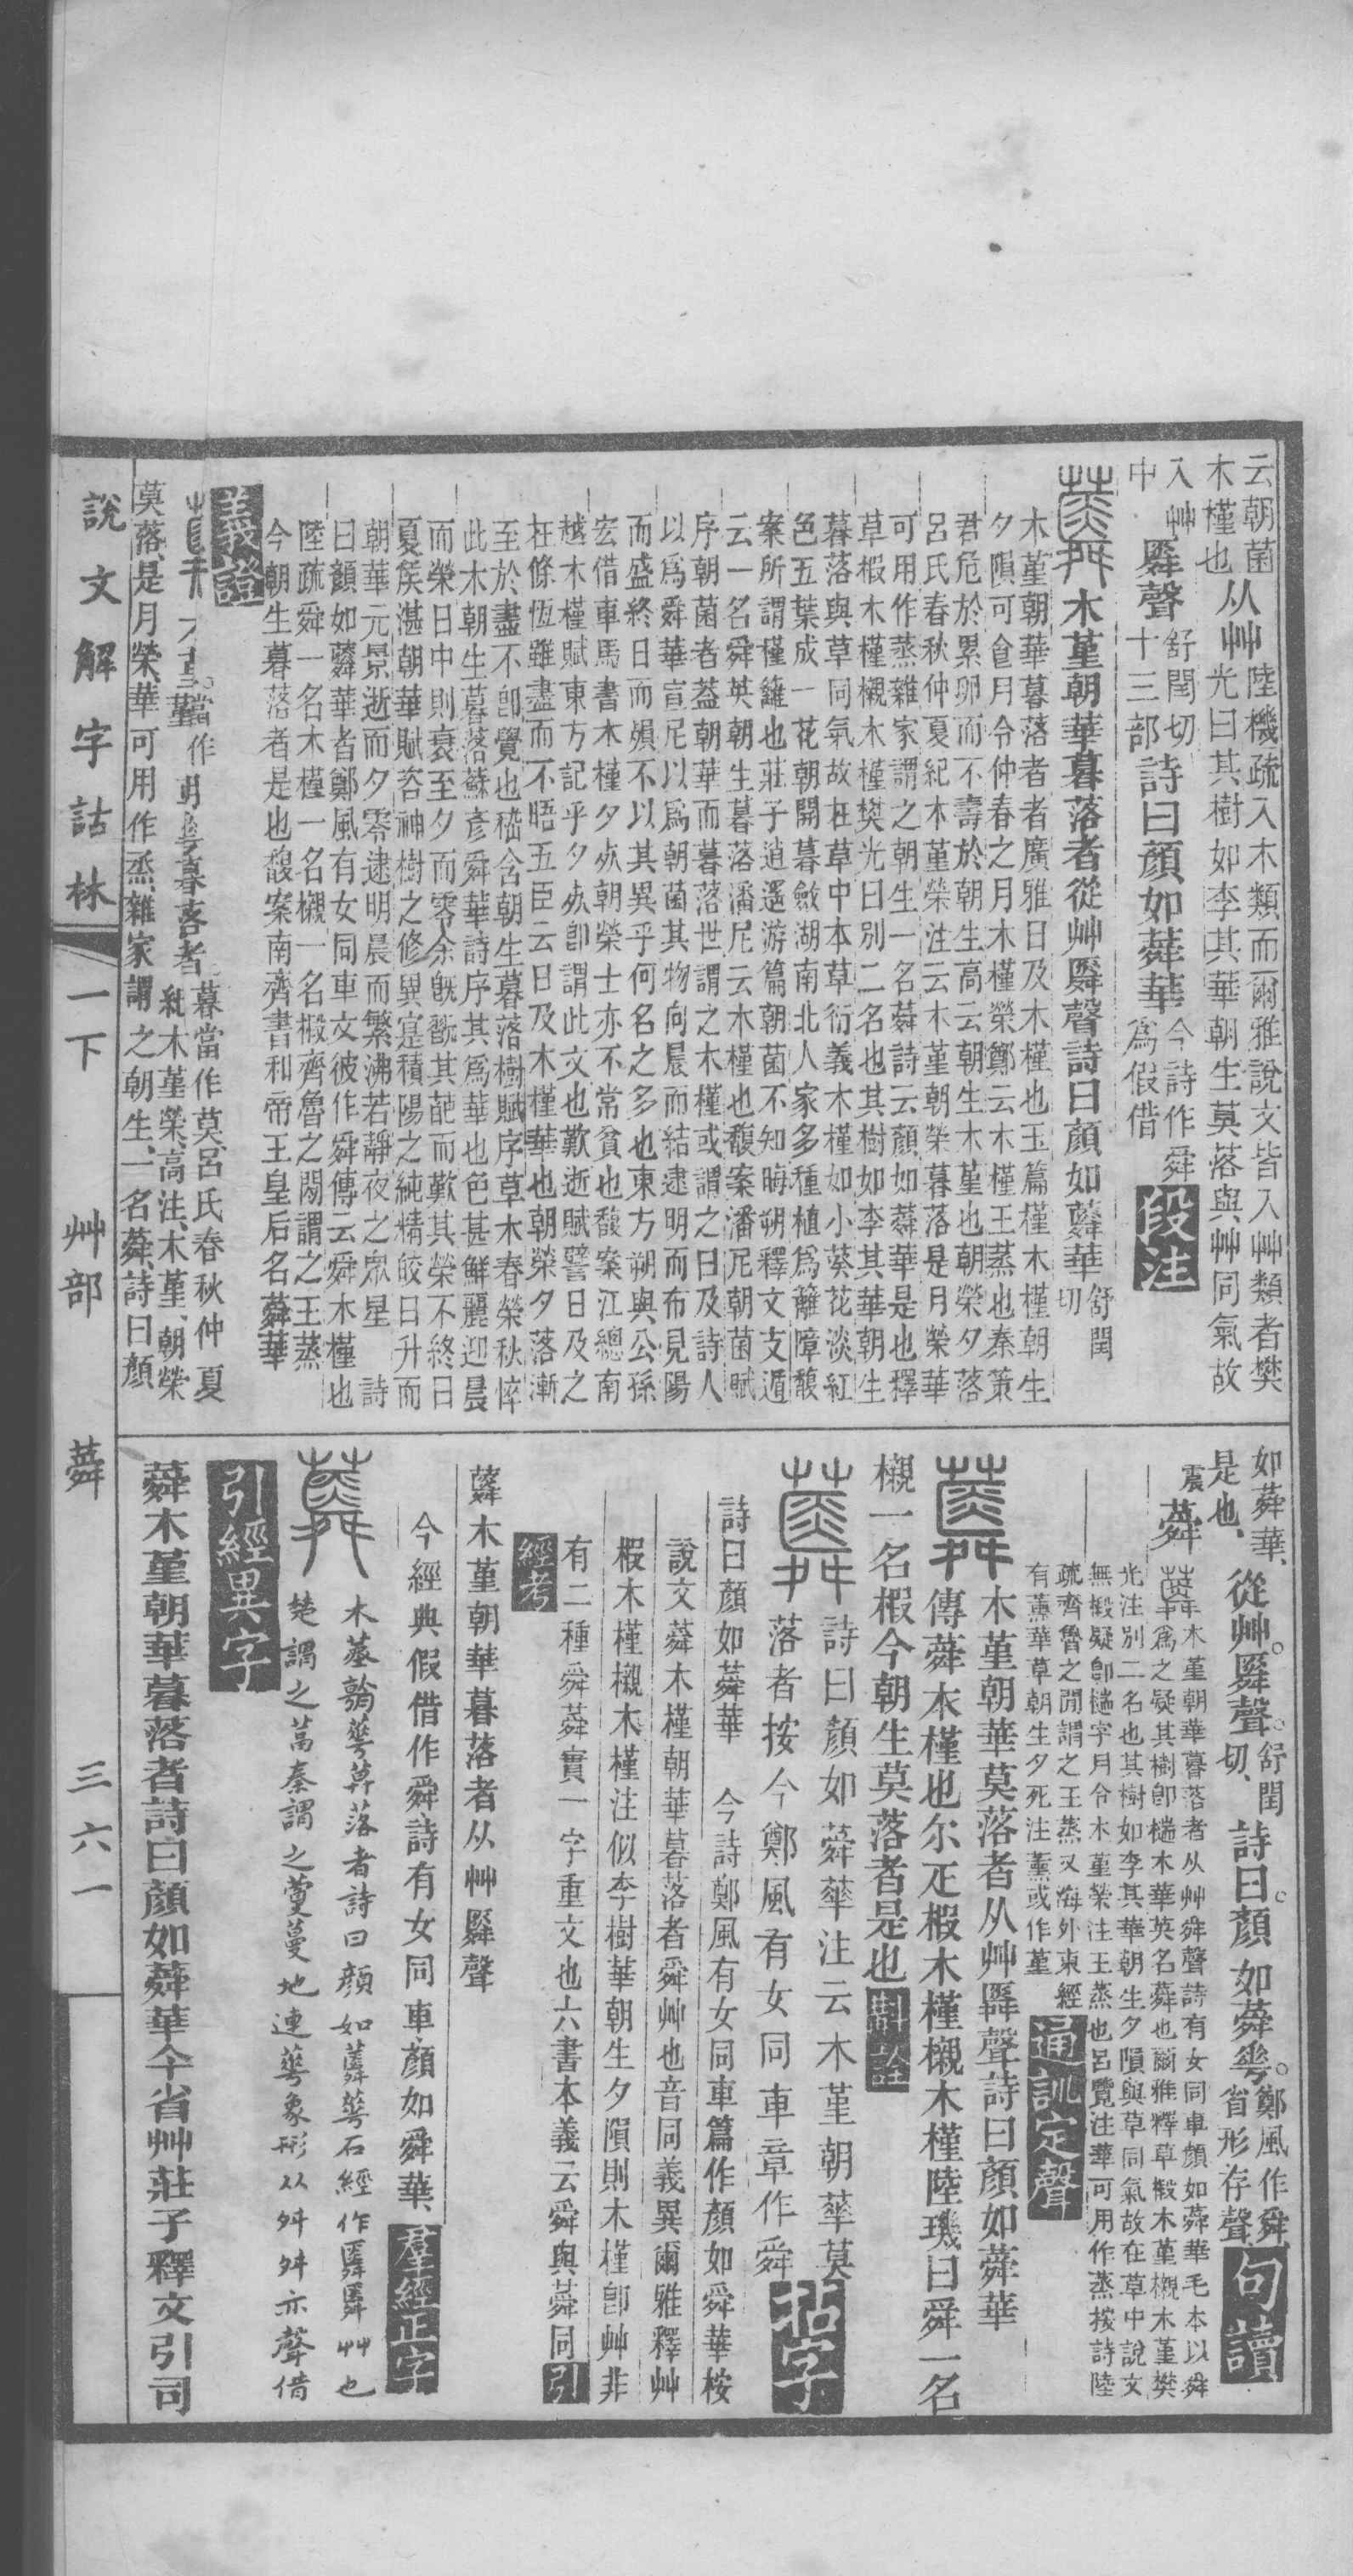 云朝菌
木槿也
从艸
陸機疏入木類而爾雅說文皆入艸類者樊
光曰其樹如李其華朝生莫落與艸同氣故
入艸
中
䑞聲
舒閏切
十三部
詩曰顏如蕣華
今詩作舜
爲假借
段注
木堇朝華暮落者從艸䑞聲詩曰顏如蕣華
舒閏
切
木堇朝華暮落者者廣雅日及木槿也玉篇槿木槿朝生
夕隕可食月令仲春之月木槿榮鄭云木槿王蒸也秦策
君危於累卵而不壽於朝生高云朝生木堇也朝榮夕落
呂氏春秋仲夏紀木堇榮注云木堇朝榮暮落是月榮華
可用作蒸雜家謂之朝生一名蕣詩云顏如蕣華是也釋
草椵木槿櫬木槿樊光曰別二名也其樹如李其華朝生
暮落與草同氣故在草中本草衍義木槿如小葵花淡紅
色五葉成一花朝開暮斂湖南北人家多種植爲籬障馥
案所謂槿籬也莊子逍遙游篇朝菌不知晦朔釋文支遁
云一名舜英朝生暮落潘尼云木槿也馥案潘尼朝菌賦
序朝菌者葢朝華而暮落世謂之木槿或謂之日及詩人
以爲舜華宣尼以爲朝菌其物向晨而結逮明而布見陽
而盛終日而殞不以其異乎何名之多也東方朔與公孫
宏借車馬書木槿夕死朝榮士亦不常貧也馥案江總南
越木槿賦東方記乎夕死卽謂此文也歎逝賦譬日及之
在條恆雖盡而不晤五臣云日及木槿華也朝榮夕落漸
至於盡不卽覺也嵇含朝生暮落樹賦序草木春榮秋悴
此木朝生暮落蘇彥舜華詩序其爲華也色甚鮮麗迎晨
而榮日中則衰至夕而零余旣翫其葩而歎其榮不終日
夏侯湛朝華賦咨神樹之修異寔積陽之純精皎日升而
朝華元景逝而夕零逮明晨而繁沸若靜夜之眾星　詩
曰顏如蕣華者鄭風有女同車文彼作舜傳云舜木槿也
陸疏舜一名木槿一名櫬一名椴齊魯之閒謂之王蒸
今朝生暮落者是也馥案南齊書和帝王皇后名蕣華
義證
木堇當作朝華暮落者
暮當作莫呂氏春秋仲夏
紀木堇榮高注木堇朝榮
莫落是月榮華可用作烝雜家謂之朝生一名蕣詩曰顏
說文解字詁林
一下
艸部
蕣
三六一
如蕣華
是也
從艸䑞聲
舒閏
切
詩曰顏如蕣華
鄭風作舜
省形存聲
句讀
震
蕣
木堇朝華暮落者从艸舜聲詩有女同車顏如蕣華毛本以舜
爲之疑其樹卽橏木華英名蕣也爾雅釋草椴木堇櫬木堇樊
光注別二名也其樹如李其華朝生夕隕與草同氣故在草中說文
無椴疑卽橏字月令木堇榮注王蒸也呂覽注華可用作蒸按詩陸
疏齊魯之閒謂之王蒸又海外東經
有薰華草朝生夕死注薰或作堇
通訓定聲
木堇朝華莫落者从艸䑞聲詩曰顏如蕣華
傳蕣木槿也尔疋椵木槿櫬木槿陸璣曰舜一名
櫬一名椵今朝生莫落者是也
斠詮
詩曰顏如蕣華注云木堇朝華莫
落者按今鄭風有女同車章作舜
拈字
詩曰顏如蕣華　今詩鄭風有女同車篇作顏如舜華桉
說文蕣木槿朝華暮落者舜艸也音同義異爾雅釋艸
椵木槿櫬木槿注似李樹華朝生夕隕則木槿卽艸非
有二種舜蕣實一字重文也六書本義云舜與蕣同
引
經考
蕣木堇朝華暮落者从艸䑞聲
今經典假借作舜詩有女同車顏如舜華
羣經正字
木蓳翰華莫落者詩曰顏如蕣華石經作䑞䑞艸也
楚謂之葍秦謂之蔓地連華象形从舛舛亦聲借
引經異字
蕣木堇朝華暮落者詩曰顏如蕣華今省艸莊子釋文引司